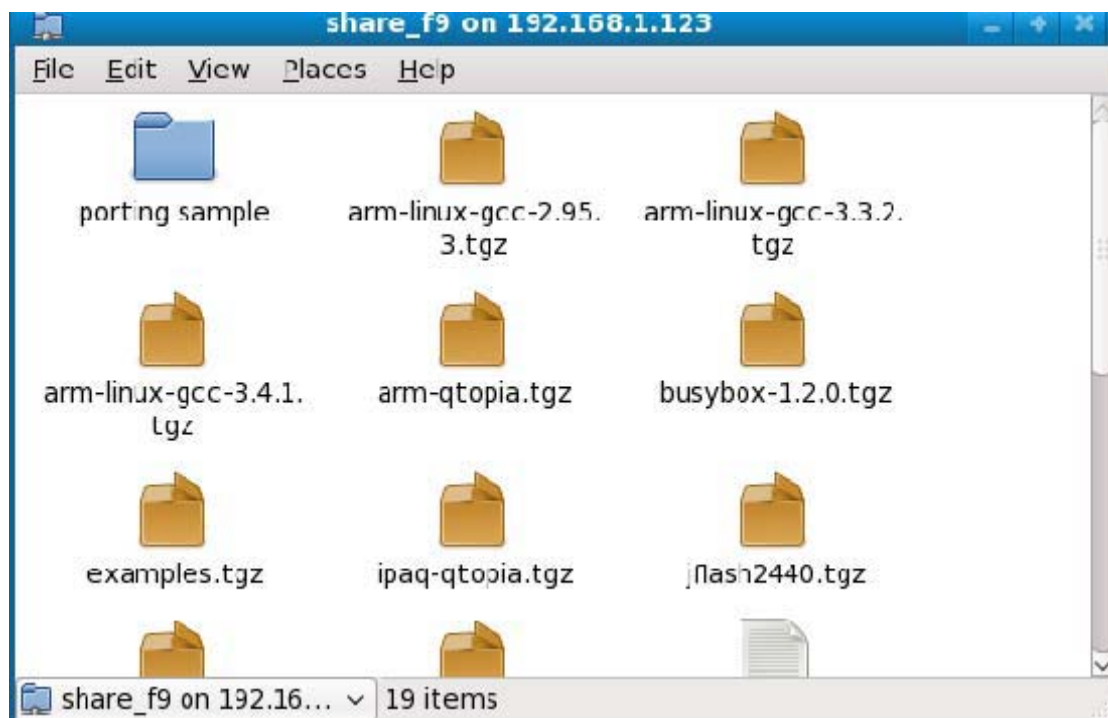 share_f9 on 192.168.1.123
File Edit View Places Help
porting sample
arm-linux-gcc-2.95.
3.tgz
arm-linux-gcc-3.3.2.
tgz
arm-linux-gcc-3.4.1.
tgz
arm-qtopia.tgz
busybox-1.2.0.tgz
examples.tgz
ipaq-qtopia.tgz
jflash2440.tgz
share_f9 on 192.16...
19 items